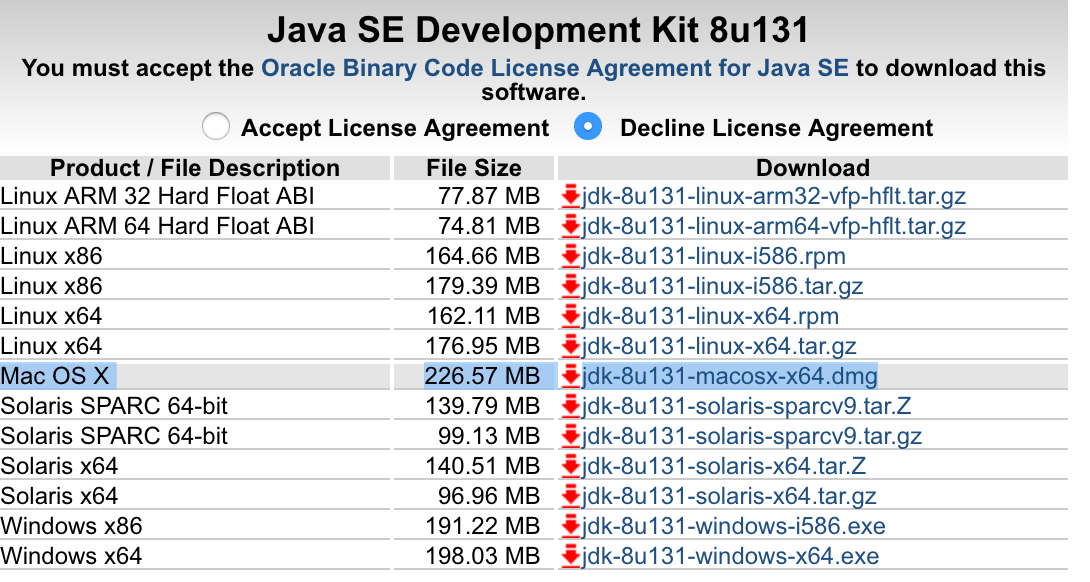 Java SE Development Kit 8u131
You must accept the Oracle Binary Code License Agreement for Java SE to download this
software.
Accept License Agreement Decline License Agreement
Product / File Description File Size Download
Linux ARM 32 Hard Float ABI 77.87 MB jdk-8u131-linux-arm32-vfp-hflt.tar.gz
Linux ARM 64 Hard Float ABI 74.81 MB jdk-8u131-linux-arm64-vfp-hflt.tar.gz
Linux x86 164.66 MB jdk-8u131-linux-i586.rpm
Linux x86 179.39 MB jdk-8u131-linux-i586.tar.gz
Linux x64 162.11 MB jdk-8u131-linux-x64.rpm
Linux x64 176.95 MB jdk-8u131-linux-x64.tar.gz
Mac OS X 226.57 MB jdk-8u131-macosx-x64.dmg
Solaris SPARC 64-bit 139.79 MB jdk-8u131-solaris-sparcv9.tar.Z
Solaris SPARC 64-bit 99.13 MB jdk-8u131-solaris-sparcv9.tar.gz
Solaris x64 140.51 MB jdk-8u131-solaris-x64.tar.Z
Solaris x64 96.96 MB jdk-8u131-solaris-x64.tar.gz
Windows x86 191.22 MB jdk-8u131-windows-i586.exe
Windows x64 198.03 MB jdk-8u131-windows-x64.exe